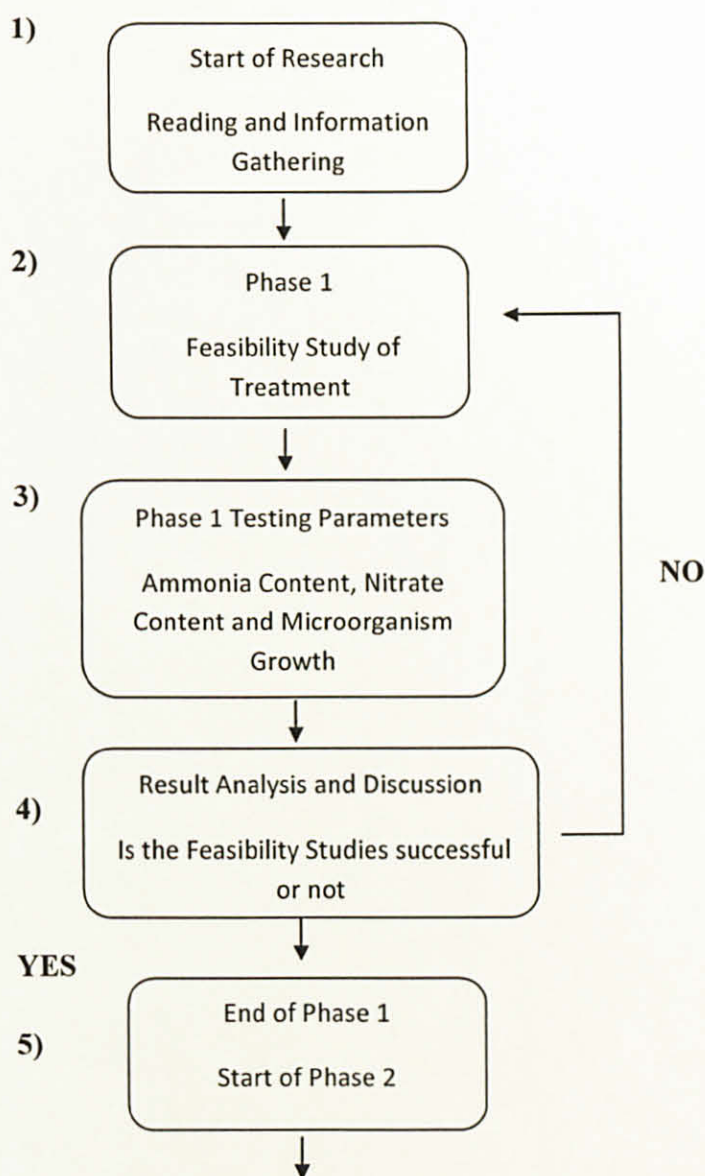 1)
Start of Research
Reading and Information
Gathering
2)
Phase 1
Feasibility Study of
Treatment
3)
Phase 1 Testing Parameters
Ammonia Content, Nitrate
Content and Microorganism
Growth
NO
4)
Result Analysis and Discussion
Is the Feasibility Studies successful
or not
YES
5)
End of Phase 1
Start of Phase 2